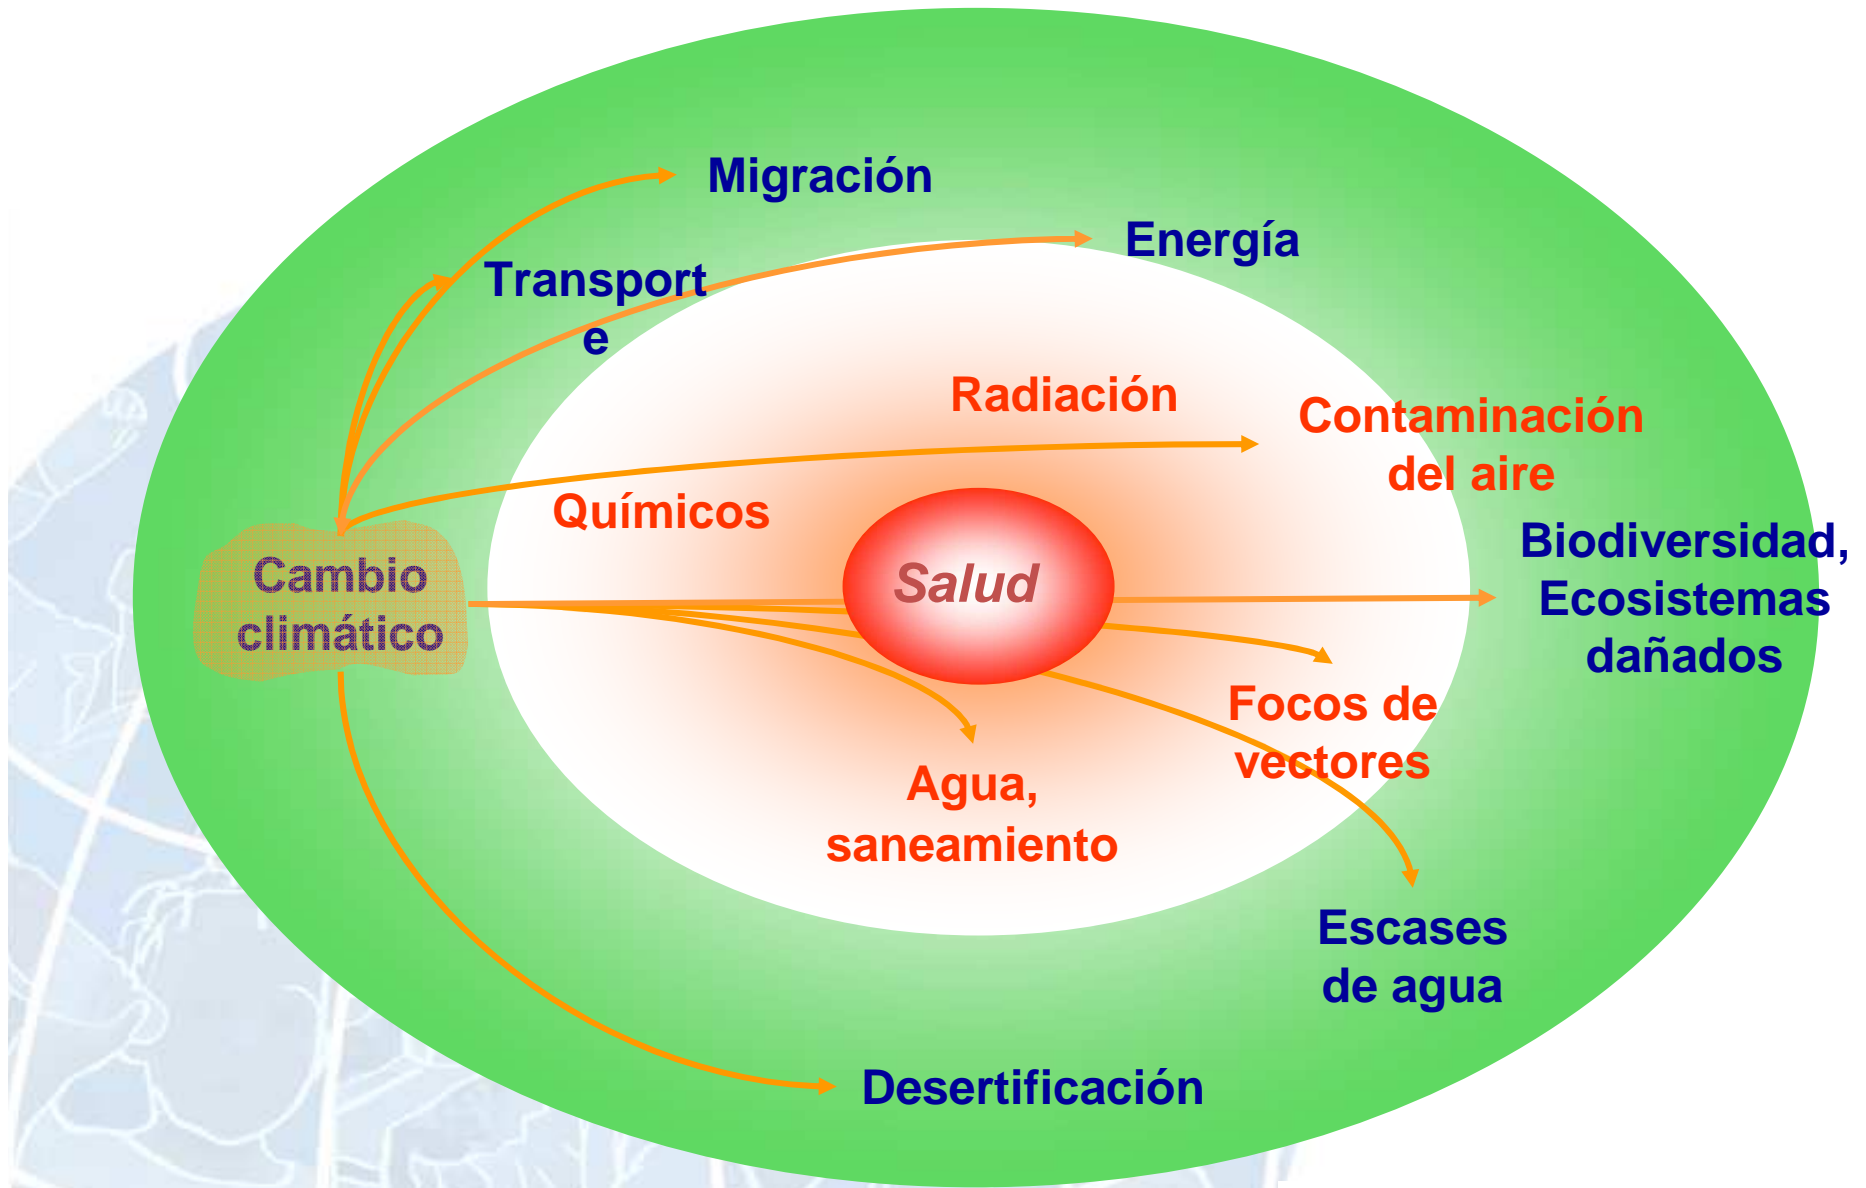 Migración
Energía
Transport
e
Radiación
Contaminación
del aire
Químicos
Biodiversidad,
Ecosistemas
dañados
Cambio
climático
Salud
Focos de
vectores
Agua,
saneamiento
Escases
de agua
Desertificación